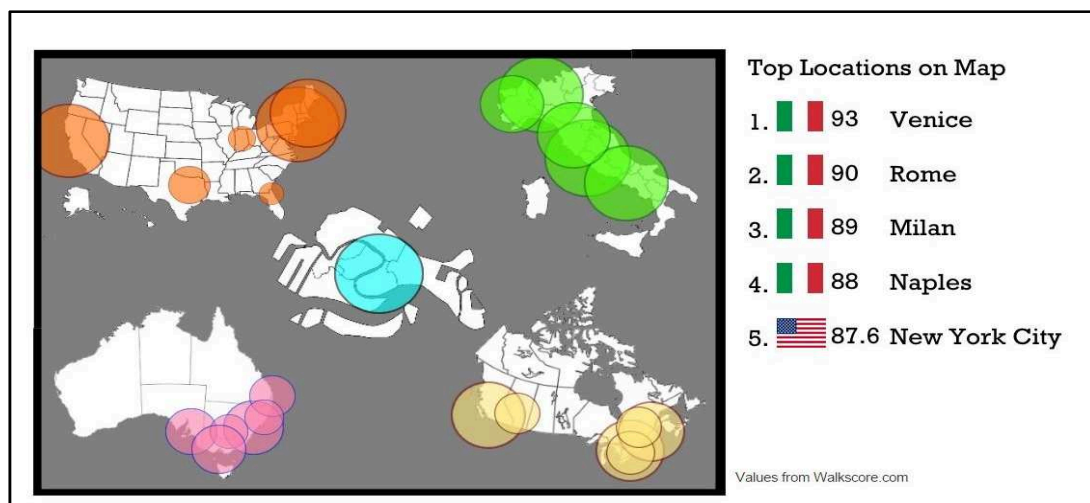 Top Locations on Map
1. 93 Venice
2. 90 Rome
3. 89 Milan
4. 88 Naples
5. 87.6 New York City
Values from Walkscore.com